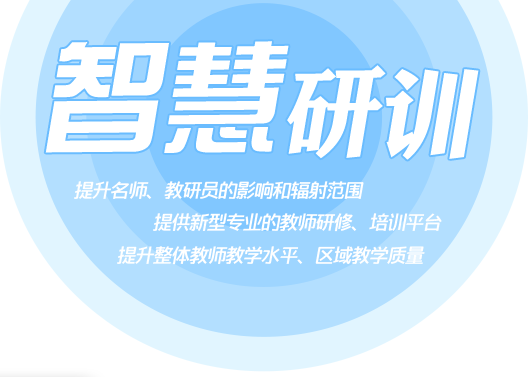 智慧研训
提升名师、教研员的影响和辐射范围
提供新型专业的教师研修、培训平台
提升整体教师教学水平、区域教学质量